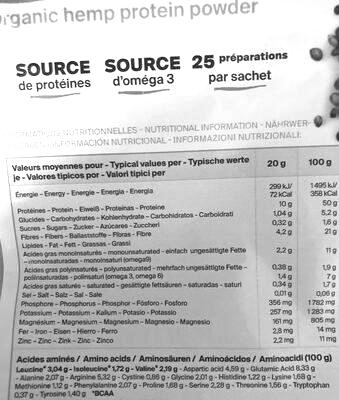 Organic hemp protein powder
SOURCE SOURCE 25 préparations
de protéines d'oméga 3 par sachet
NUTRITIONNELLES - NUTRITIONAL INFORMATION - NÄHRWER-
INFORMACIÓN NUTRICIONAL - INFORMAZIONI NUTRIZIONALI:
Valeurs moyennes pour - Typical values per - Typische werte 20 g 100 g
je - Valores típicos por - Valori tipici per
299 kJ/ 1495 kJ/
Énergie - Energy - Energie - Energía - Energia 72 kCal 358 kCal
Protéines - Protein - Eiweiß - Proteínas - Proteine 10 g 50 g
Glucides - Carbohydrates - Kohlenhydrate - Carbohidratos - Carboidrati 1,04 g 5,2 g
Sucres - Sugars - Zucker - Azúcares - Zuccheri 0,32 g 1,6 g
Fibres - Fibers - Ballaststoffe - Fibras - Fibre 4,2 g 21 g
Lipides - Fat - Fett - Grassas - Grassi
Acides gras monoinsaturés - monounsaturated - einfach ungesättigte Fette 2,2 g 11 g
- monoinsaturados - monoinsaturi (omega9)
Acides gras polyinsaturés - polyunsaturated - mehrfach ungesättigte Fette - 0,38 g 1,9 g
poliinsaturadas - polinsaturi (omega 3, omega 6) 1,4 g 7 g
Acides gras saturés - saturated - gesättigte fettsäuren - saturadas - saturi 0,34 g 1,7 g
Sel - Salt - Salz - Sal - Sale 0,01 g 0,06 g
Phosphore - Phosphorus - Phosphor - Fósforo - Fosforo 356 mg 1 782 mg
Potassium - Potassium - Kalium - Potasio - Potassio 257 mg 1 283 mg
Magnésium - Magnesium - Magnesium - Magnesio - Magnesio 161 mg 805 mg
Fer - Iron - Eisen - Hierro - Ferro 2,8 mg 14 mg
Zinc - Zinc - Zink - Zinc - Zinco 2,2 mg 11 mg
Acides aminés / Amino acids / Aminosäuren / Aminoácidos / Aminoacidi (100 g)
Leucine* 3,04 g - Isoleucine* 1,72 g - Valine* 2,19 g - Aspartic acid 4,59 g - Glutamic Acid 8,33 g
- Alanine 2,07 g - Arginine 5,32 g - Cystine 0,86 g - Glycine 2,01 g - Histidine 1,22 g - Lysine 1,68 g -
Methionine 1,12 g - Phenylalanine 2,07 g - Proline 1,68 g - Serine 2,28 g - Threonine 1,56 g - Tryptophan
0,37 g - Tyrosine 1,40 g *BCAA